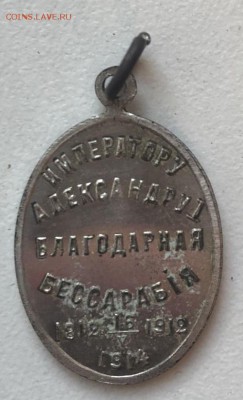 COINS.LAVE.RU
ИМПЕРАТОРУ
АЛЕКСАНДРУ I
БЛАГОДАРНАЯ
БЕССАРАБІЯ
1812 16 1912
V
1914